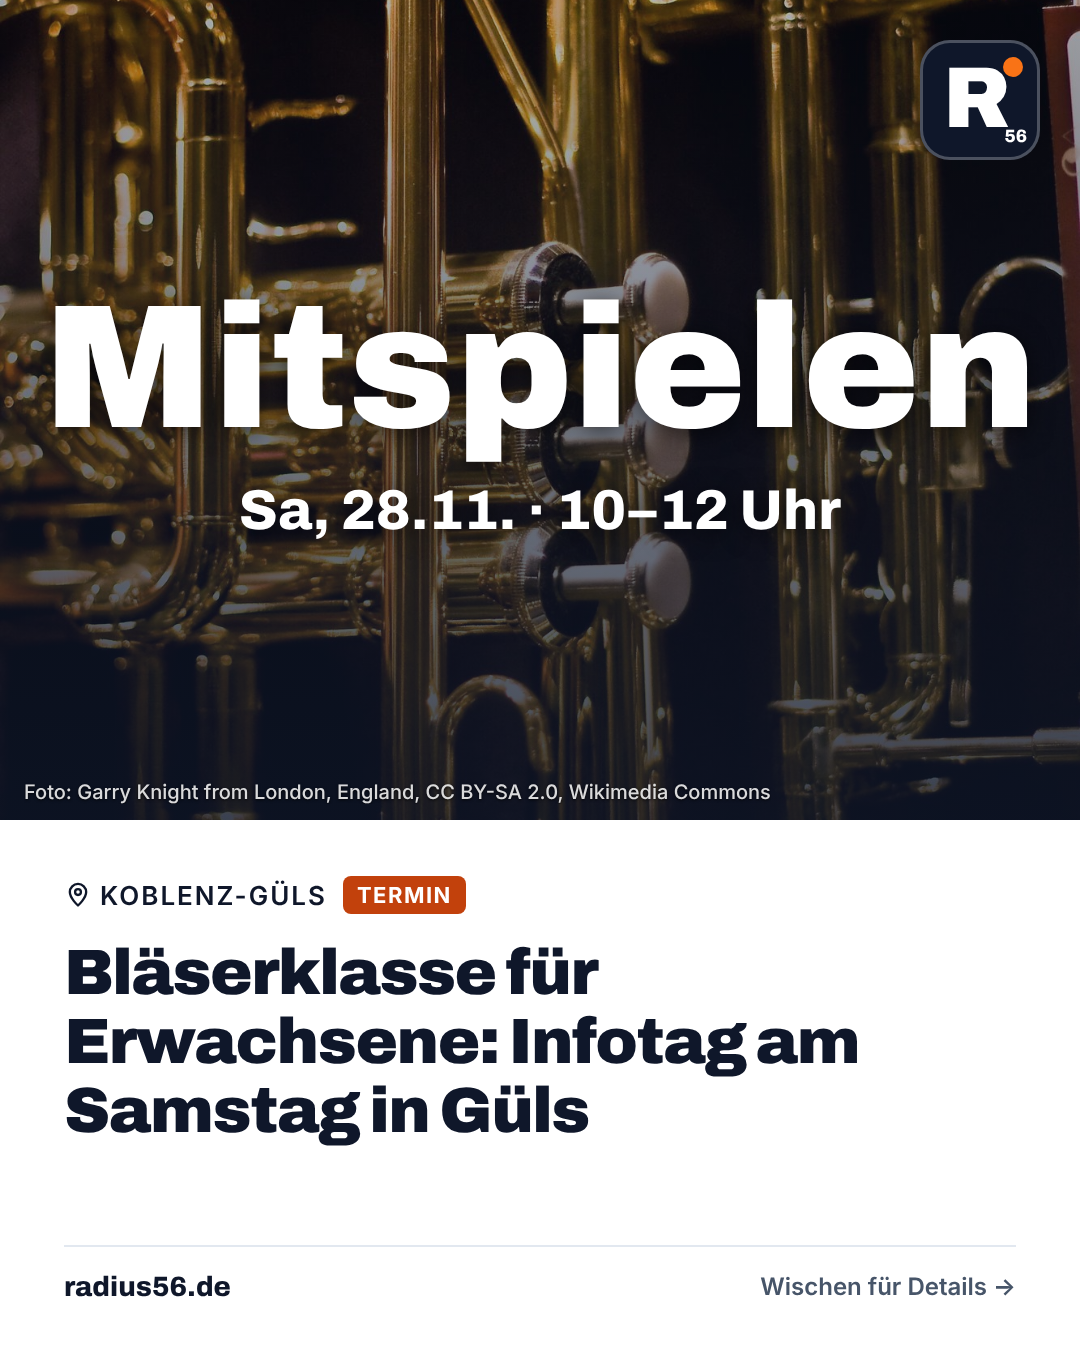 R
56
Mitspielen
Sa, 28.11. · 10–12 Uhr
Foto: Garry Knight from London, England, CC BY-SA 2.0, Wikimedia Commons
KOBLENZ-GÜLS TERMIN
Bläserklasse für
Erwachsene: Infotag am
Samstag in Güls
radius56.de Wischen für Details →